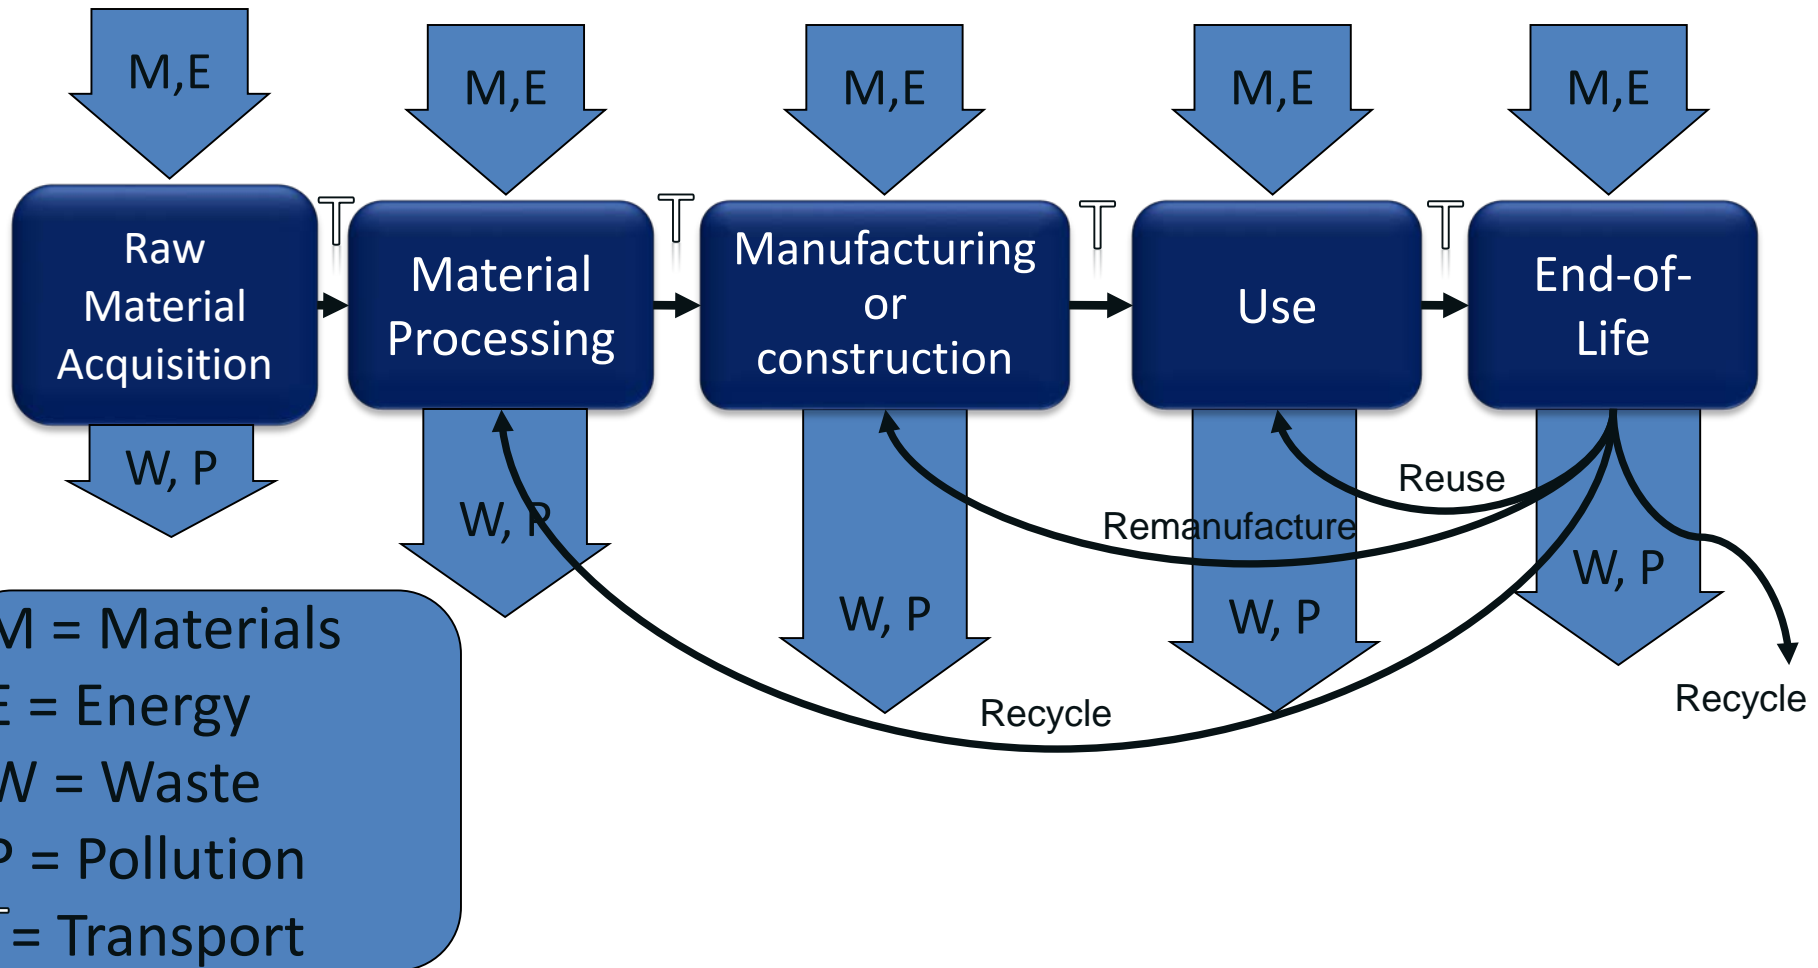 M,E
M,E
M,E
M,E
M,E
Raw
Material
Acquisition
T
Material
Processing
T
Manufacturing
or
construction
T
Use
T
End-of-
Life
W, P
W, P
W, P
W, P
W, P
Reuse
Remanufacture
Recycle
Recycle
M = Materials
E = Energy
W = Waste
P = Pollution
T = Transport